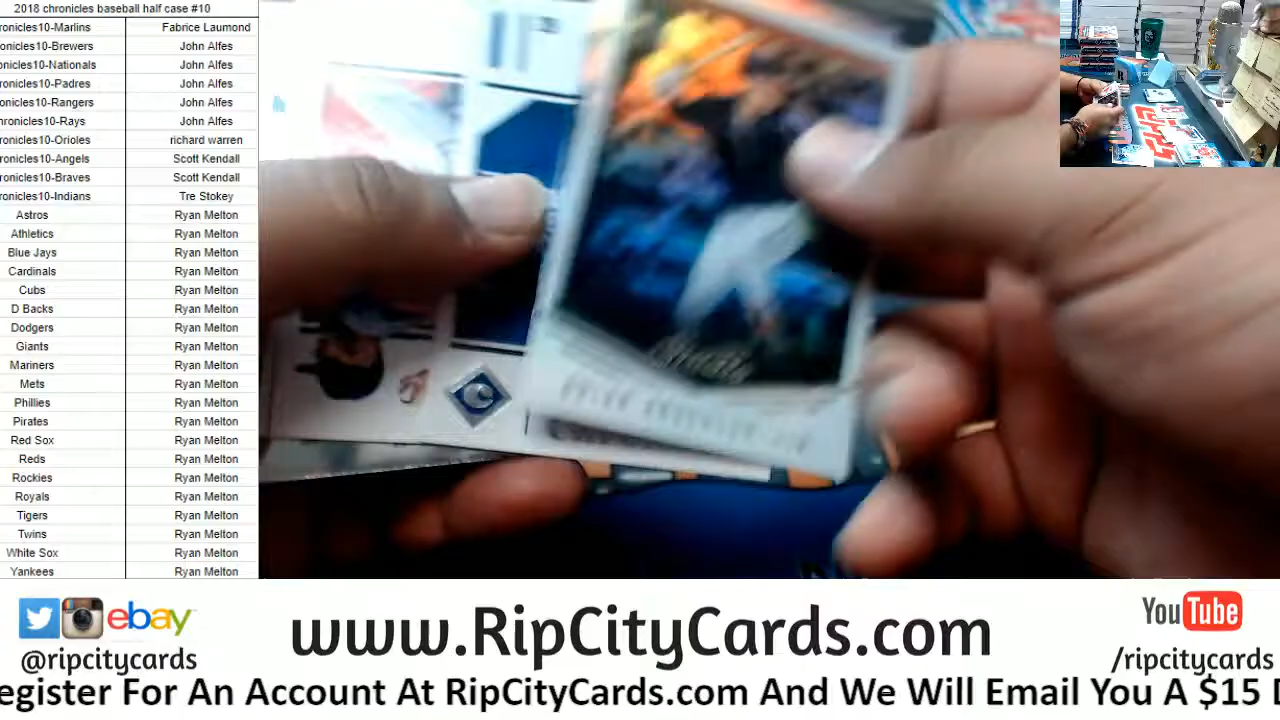 2018 chronicles baseball half case #10
onicles10-Marlins Fabrice Laumond
onicles10-Brewers John Alfes
onicles10-Nationals John Alfes
onicles10-Padres John Alfes
ronicles10-Rangers John Alfes
hronicles10-Rays John Alfes
ronicles10-Orioles richard warren
ronicles10-Angels Scott Kendall
ronicles10-Braves Scott Kendall
ronicles10-Indians Tre Stokey
Astros Ryan Melton
Athletics Ryan Melton
Blue Jays Ryan Melton
Cardinals Ryan Melton
Cubs Ryan Melton
D Backs Ryan Melton
Dodgers Ryan Melton
Giants Ryan Melton
Mariners Ryan Melton
Mets Ryan Melton
Phillies Ryan Melton
Pirates Ryan Melton
Red Sox Ryan Melton
Reds Ryan Melton
Rockies Ryan Melton
Royals Ryan Melton
Tigers Ryan Melton
Twins Ryan Melton
White Sox Ryan Melton
Yankees Ryan Melton
ebay
@ripcitycards
www.RipCityCards.com
YouTube
/ripcitycards
egister For An Account At RipCityCards.com And We Will Email You A $15 D